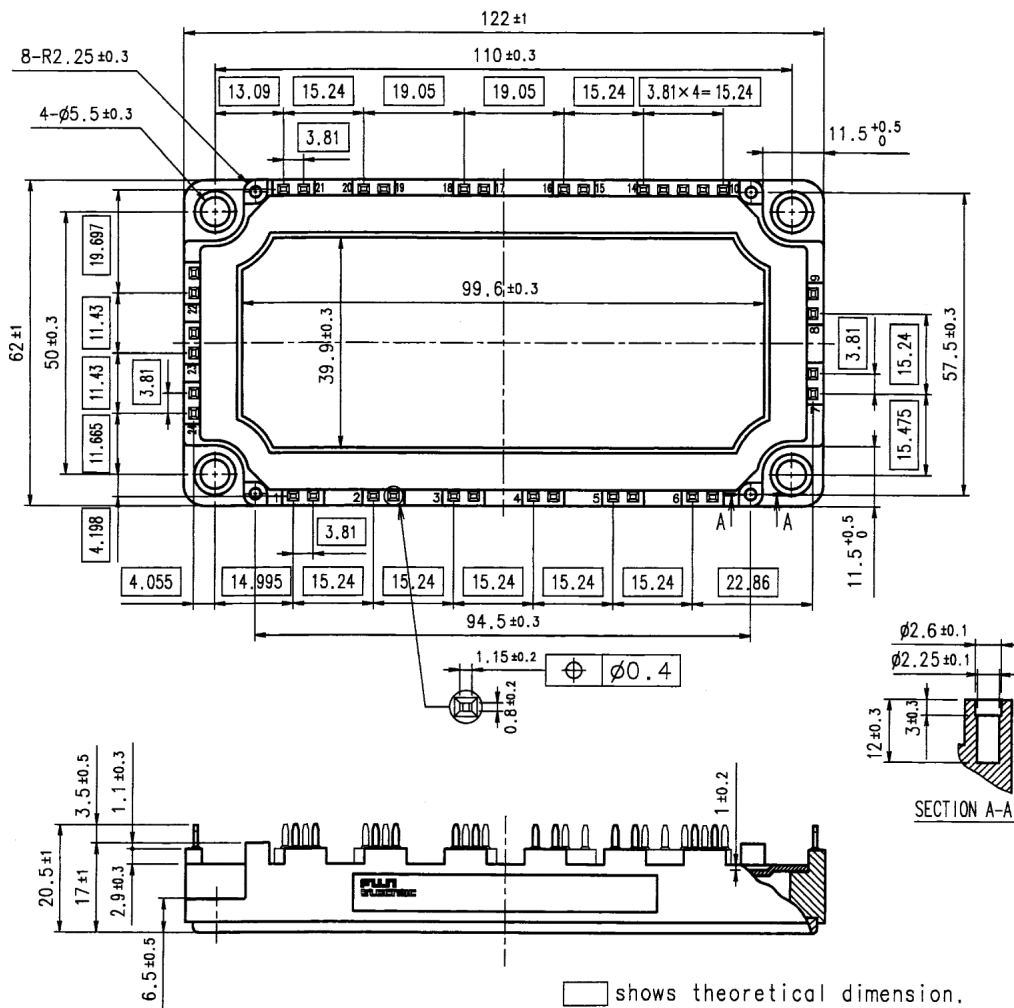 122±1
8-R2.25±0.3
110±0.3
13.09 15.24 19.05 19.05 15.24 3.81×4=15.24
4-Ø5.5±0.3
3.81
11.5 +0.5 0
21 20 19 18 17 16 15 14 10
62±1
50±0.3
19.697
11.43
11.43
3.81
11.665
4.198
22
23
24
99.6±0.3
39.9±0.3
9
8
7
3.81
15.24
15.475
57.5±0.3
11.5 +0.5 0
1 2 3 4 5 6
A A
3.81
4.055 14.995 15.24 15.24 15.24 15.24 15.24 22.86
94.5±0.3
1.15±0.2
0.8±0.2
Ø0.4
Ø2.6±0.1
Ø2.25±0.1
12±0.3
3±0.3
SECTION A-A
20.5±1
17±1
3.5±0.5
1.1±0.3
2.9±0.3
6.5±0.5
1±0.2
FUJI
ELECTRIC
shows theoretical dimension.